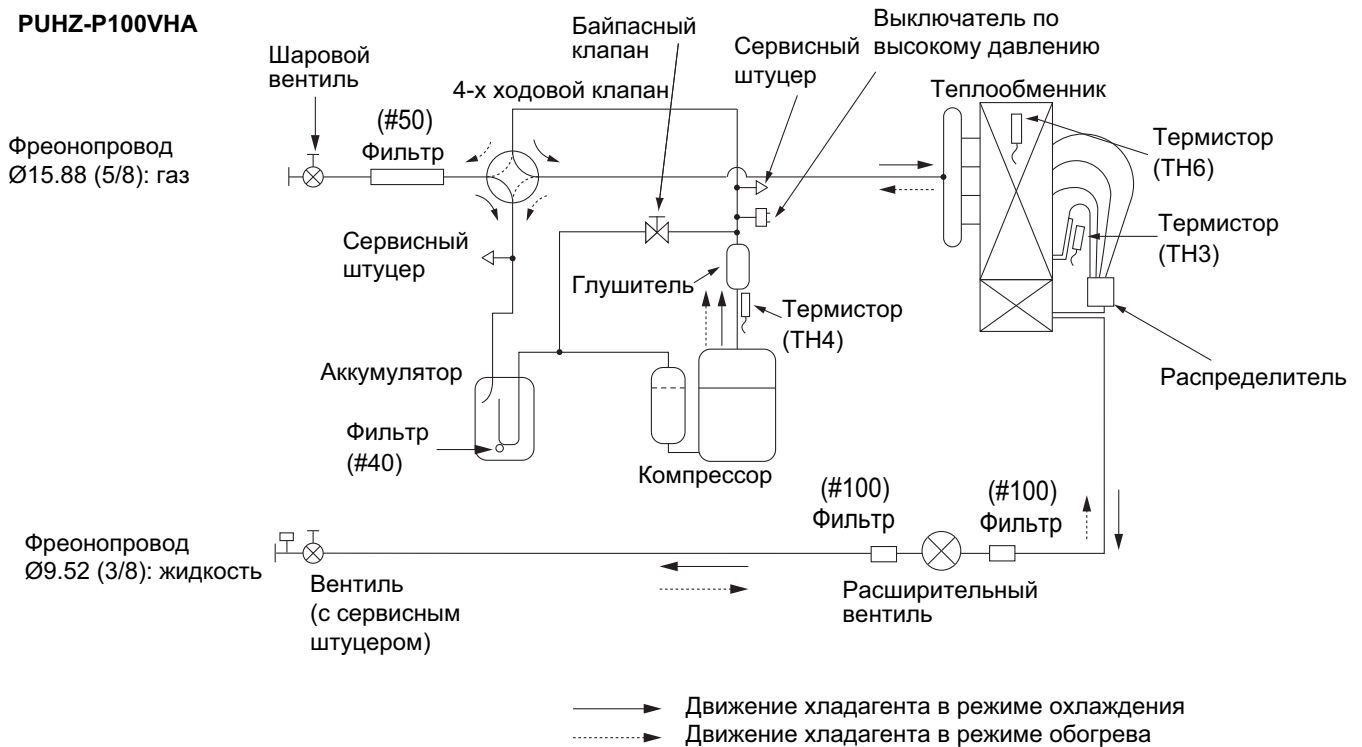 PUHZ-P100VHA
Шаровой
вентиль
Байпасный
клапан
Сервисный
штуцер
Выключатель по
высокому давлению
4-х ходовой клапан
Теплообменник
(#50)
Фильтр
Фреонопровод
Ø15.88 (5/8): газ
Термистор
(TH6)
Термистор
(TH3)
Сервисный
штуцер
Глушитель
Термистор
(TH4)
Аккумулятор
Распределитель
Фильтр
(#40)
Компрессор
(#100)
Фильтр
(#100)
Фильтр
Фреонопровод
Ø9.52 (3/8): жидкость
Вентиль
(с сервисным
штуцером)
Расширительный
вентиль
Движение хладагента в режиме охлаждения
Движение хладагента в режиме обогрева